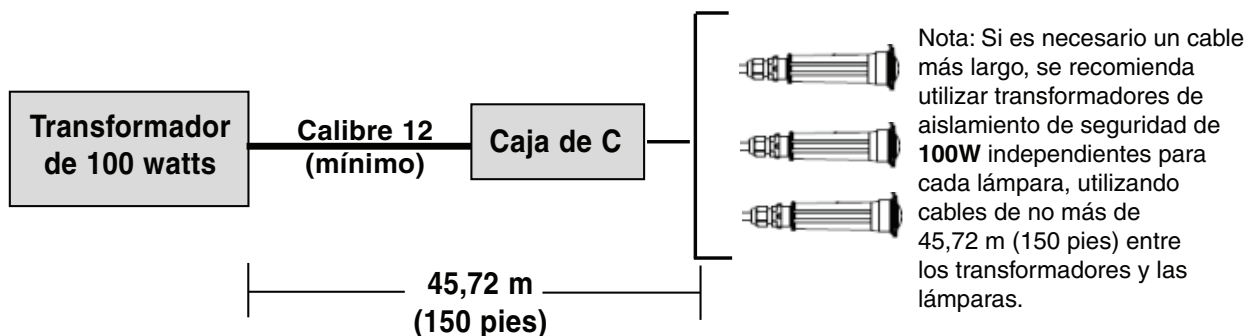 Transformador
de 100 watts
Calibre 12
(mínimo)
Caja de C
45,72 m
(150 pies)
Nota: Si es necesario un cable
más largo, se recomienda
utilizar transformadores de
aislamiento de seguridad de
100W independientes para
cada lámpara, utilizando
cables de no más de
45,72 m (150 pies) entre
los transformadores y las
lámparas.